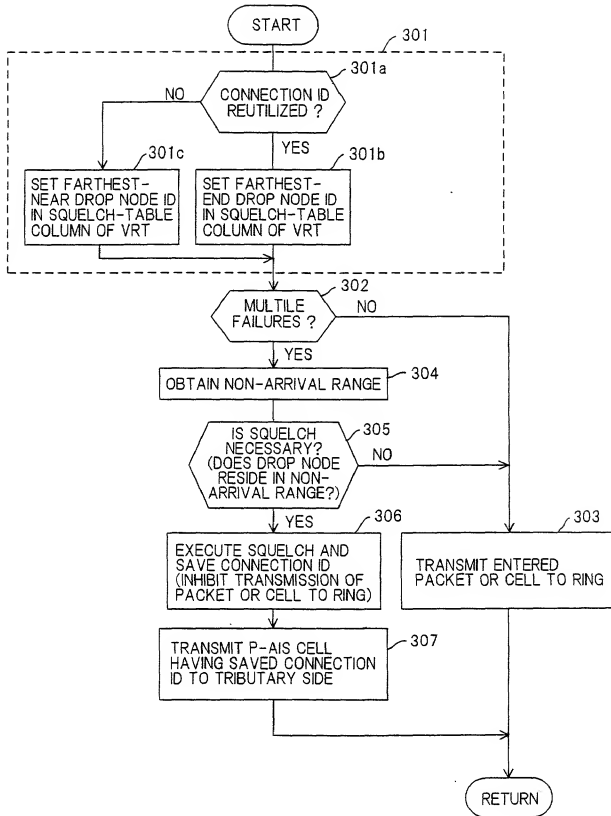 START
301
301a
CONNECTION ID
REUTILIZED ?
NO
YES
301c
301b
SET FARTHEST-
NEAR DROP NODE ID
IN SQUELCH-TABLE
COLUMN OF VRT
SET FARTHEST-
END DROP NODE ID
IN SQUELCH-TABLE
COLUMN OF VRT
302
MULTILE
FAILURES ?
NO
YES
304
OBTAIN NON-ARRIVAL RANGE
305
IS SQUELCH
NECESSARY?
(DOES DROP NODE
RESIDE IN NON-
ARRIVAL RANGE?)
NO
YES
306
303
EXECUTE SQUELCH AND
SAVE CONNECTION ID
(INHIBIT TRANSMISSION OF
PACKET OR CELL TO RING)
TRANSMIT ENTERED
PACKET OR CELL TO RING
307
TRANSMIT P-AIS CELL
HAVING SAVED CONNECTION
ID TO TRIBUTARY SIDE
RETURN